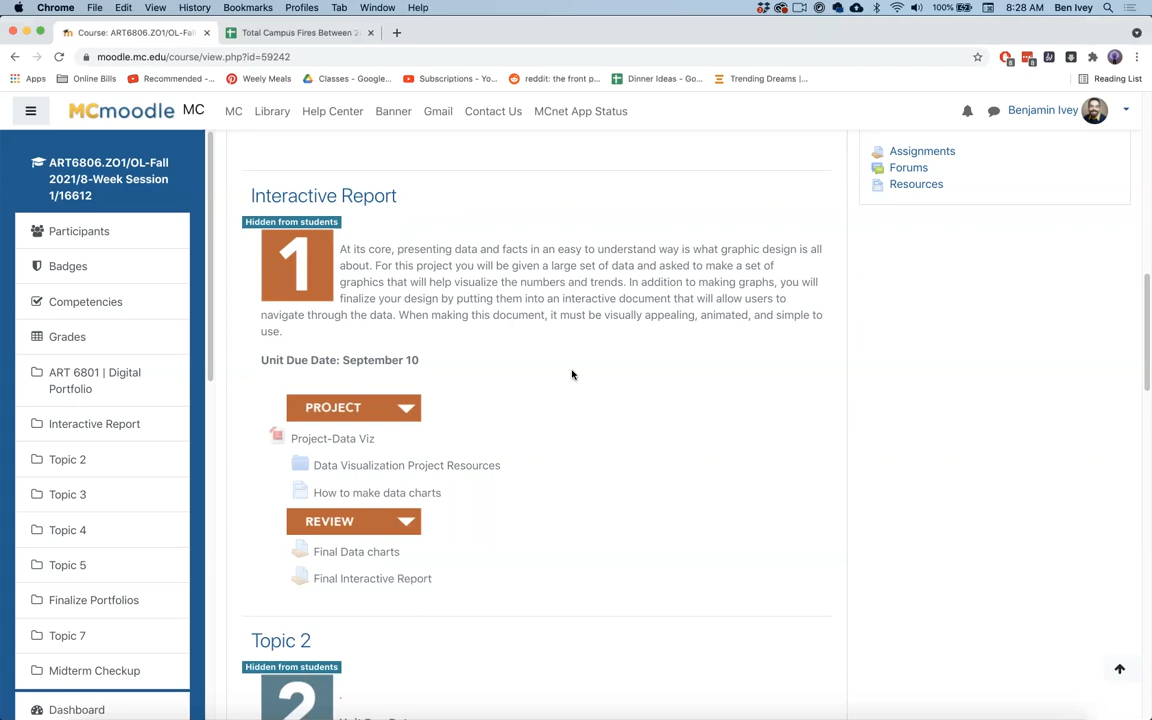 Chrome File Edit View History Bookmarks Profiles Tab Window Help
100% 8:28 AM Ben Ivey
Course: ART6806.ZO1/OL-Fal
Total Campus Fires Between 2
moodle.mc.edu/course/view.php?id=59242
Apps Online Bills Recommended -... Weekly Meals Classes - Google... Subscriptions - Yo... reddit: the front p... Dinner Ideas - Goo... Trending Dreams |... Reading List
MCmoodle MC MC Library Help Center Banner Gmail Contact Us MCnet App Status Benjamin Ivey
ART6806.ZO1/OL-Fall
2021/8-Week Session
1/16612
Participants
Badges
Competencies
Grades
ART 6801 | Digital
Portfolio
Interactive Report
Topic 2
Topic 3
Topic 4
Topic 5
Finalize Portfolios
Topic 7
Midterm Checkup
Dashboard
Interactive Report
Hidden from students
1
At its core, presenting data and facts in an easy to understand way is what graphic design is all
about. For this project you will be given a large set of data and asked to make a set of
graphics that will help visualize the numbers and trends. In addition to making graphs, you will
finalize your design by putting them into an interactive document that will allow users to
navigate through the data. When making this document, it must be visually appealing, animated, and simple to
use.
Unit Due Date: September 10
PROJECT
Project-Data Viz
Data Visualization Project Resources
How to make data charts
REVIEW
Final Data charts
Final Interactive Report
Topic 2
Hidden from students
2
Assignments
Forums
Resources